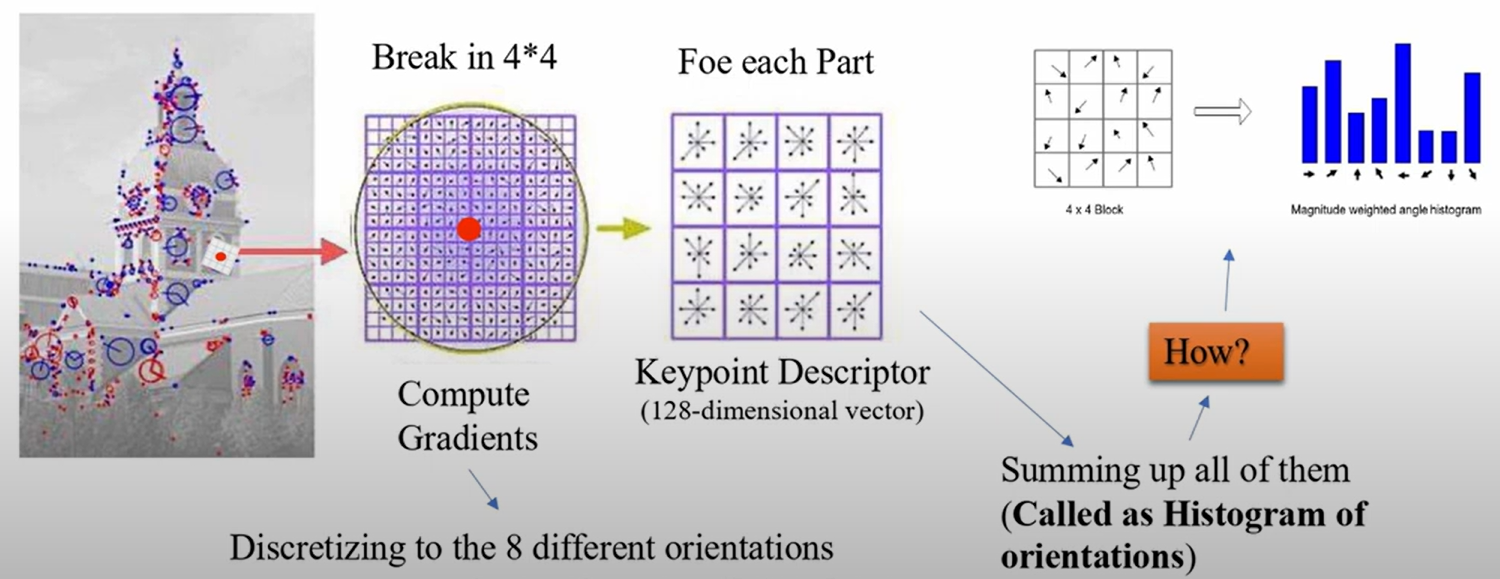 Break in 4*4
Foe each Part
4 x 4 Block
Magnitude weighted angle histogram
How?
Keypoint Descriptor
(128-dimensional vector)
Compute
Gradients
Summing up all of them
(Called as Histogram of
orientations)
Discretizing to the 8 different orientations